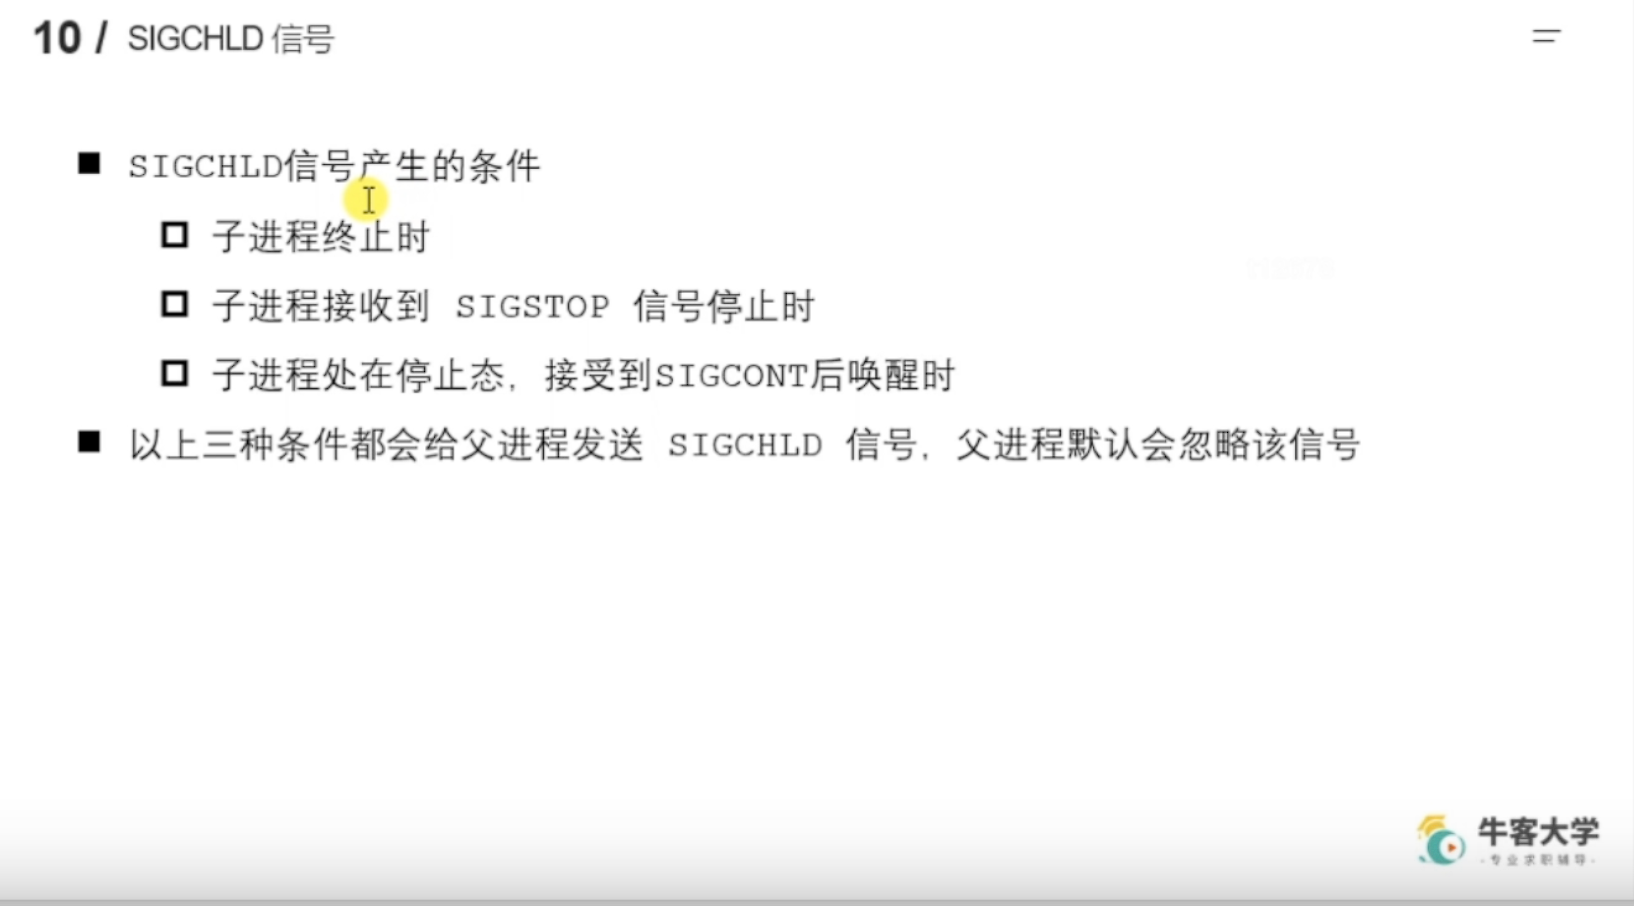 10 / SIGCHLD 信号
SIGCHLD信号产生的条件
子进程终止时
子进程接收到 SIGSTOP 信号停止时
子进程处在停止态，接受到SIGCONT后唤醒时
以上三种条件都会给父进程发送 SIGCHLD 信号，父进程默认会忽略该信号
牛客大学
·专业求职辅导·